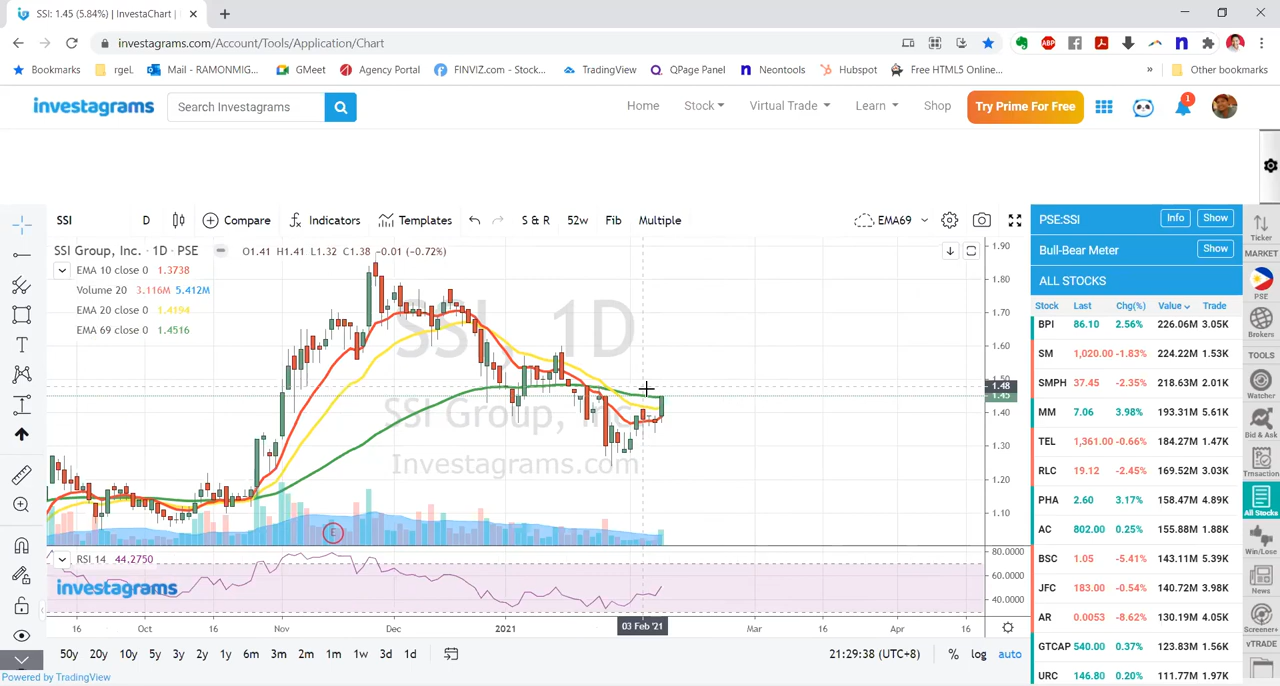 SSI: 1.45 (5.84%) | InvestaChart |
investagrams.com/Account/Tools/Application/Chart
Bookmarks rgel Mail - RAMONMIG... GMeet Agency Portal FINVIZ.com - Stock... TradingView QPage Panel Neontools Hubspot Free HTML5 Online... » Other bookmarks
investagrams Search Investagrams Home Stock Virtual Trade Learn Shop Try Prime For Free 1
SSI D Compare Indicators Templates S & R 52w Fib Multiple EMA69
PSE:SSI Info Show
Ticker
SSI Group, Inc. · 1D · PSE O1.41 H1.41 L1.32 C1.38 -0.01 (-0.72%)
Bull-Bear Meter Show
MARKET
EMA 10 close 0 1.3738
Volume 20 3.116M 5.412M
EMA 20 close 0 1.4194
EMA 69 close 0 1.4516
SSI, 1D
SSI Group, Inc.
Investagrams.com
1.90
1.80
1.70
1.60
1.50
1.48
1.45
1.40
1.30
1.20
1.10
E
RSI 14 44.2750
investagrams
80.0000
60.0000
40.0000
16 Oct 16 Nov Dec 2021 03 Feb '21 Mar 16 Apr 16
50y 20y 10y 5y 3y 2y 1y 6m 3m 2m 1m 1w 3d 1d 21:29:38 (UTC+8) % log auto
Powered by TradingView
ALL STOCKS
Stock Last Chg(%) Value Trade
BPI 86.10 2.56% 226.06M 3.05K
SM 1,020.00 -1.83% 224.22M 1.53K
SMPH 37.45 -2.35% 218.63M 2.01K
MM 7.06 3.98% 193.31M 5.61K
TEL 1,361.00 -0.66% 184.27M 1.47K
RLC 19.12 -2.45% 169.52M 3.03K
PHA 2.60 3.17% 158.47M 4.89K
AC 802.00 0.25% 155.88M 1.88K
BSC 1.05 -5.41% 143.11M 5.39K
JFC 183.00 -0.54% 140.72M 3.98K
AR 0.0053 -8.62% 130.19M 4.05K
GTCAP 540.00 0.37% 123.83M 1.56K
URC 146.80 0.20% 111.77M 1.97K
PSE
Brokers
TOOLS
Watcher
Bid & Ask
Trnsaction
All Stocks
Win/Lose
News
Screener+
vTRADE